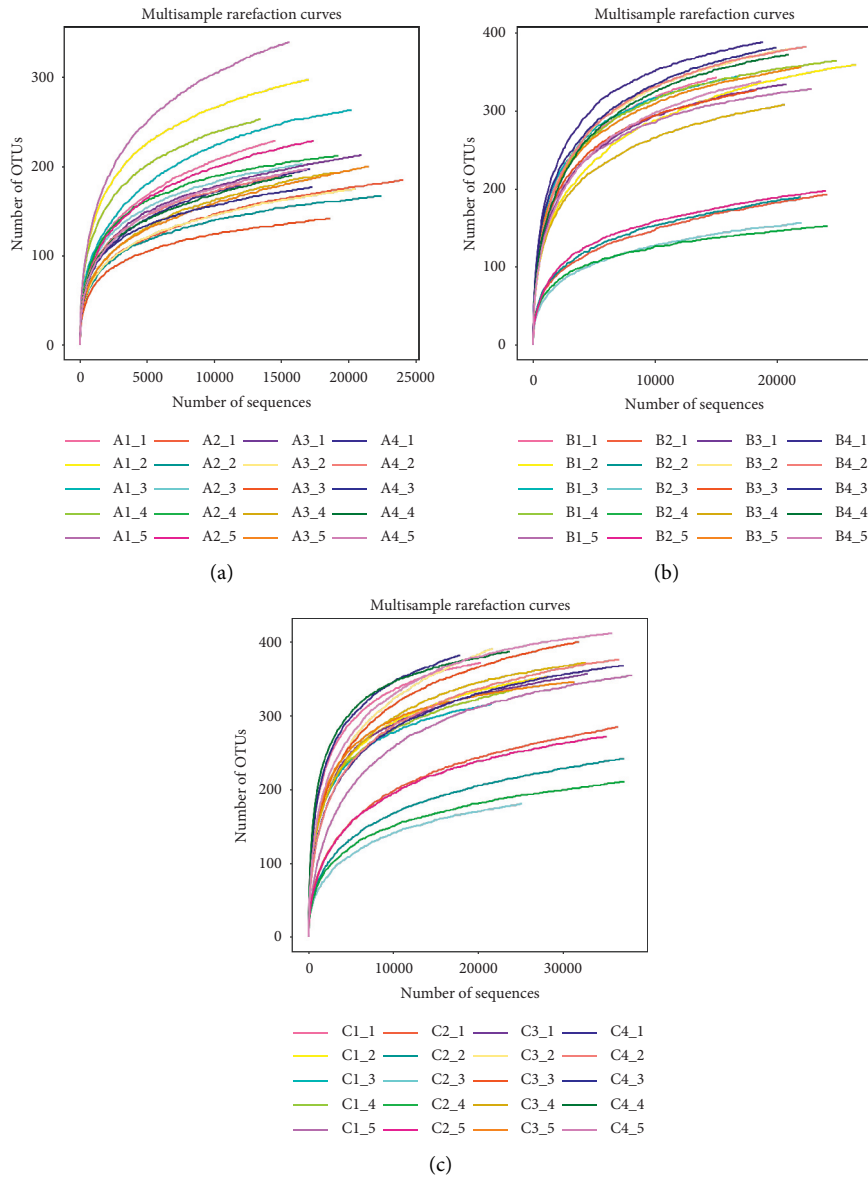 Multisample rarefaction curves
300
200
100
0
Number of OTUs
0 5000 10000 15000 20000 25000
Number of sequences
A1_1 A2_1 A3_1 A4_1
A1_2 A2_2 A3_2 A4_2
A1_3 A2_3 A3_3 A4_3
A1_4 A2_4 A3_4 A4_4
A1_5 A2_5 A3_5 A4_5
(a)
Multisample rarefaction curves
400
300
200
100
0
Number of OTUs
0 10000 20000
Number of sequences
B1_1 B2_1 B3_1 B4_1
B1_2 B2_2 B3_2 B4_2
B1_3 B2_3 B3_3 B4_3
B1_4 B2_4 B3_4 B4_4
B1_5 B2_5 B3_5 B4_5
(b)
Multisample rarefaction curves
400
300
200
100
0
Number of OTUs
0 10000 20000 30000
Number of sequences
C1_1 C2_1 C3_1 C4_1
C1_2 C2_2 C3_2 C4_2
C1_3 C2_3 C3_3 C4_3
C1_4 C2_4 C3_4 C4_4
C1_5 C2_5 C3_5 C4_5
(c)